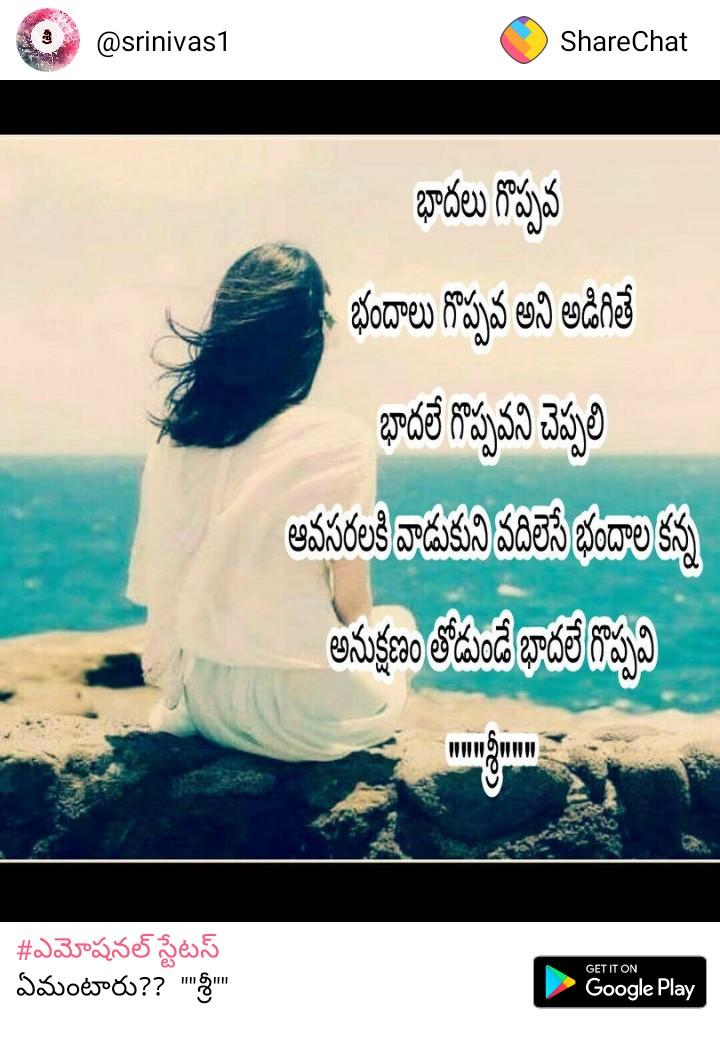 శ్రీ
@srinivas1
ShareChat
భాదలు గొప్పవ
భందాలు గొప్పవ అని అడిగితే
భాదలే గొప్పవని చెప్పలి
ఆవసరలకి వాడుకుని వదిలెసే భందాల కన్న
అనుక్షణం తోడుండే భాదలే గొప్పవి
"""శ్రీ"""
#ఎమోషనల్ స్టేటస్
ఏమంటారు?? ""శ్రీ""
GET IT ON
Google Play